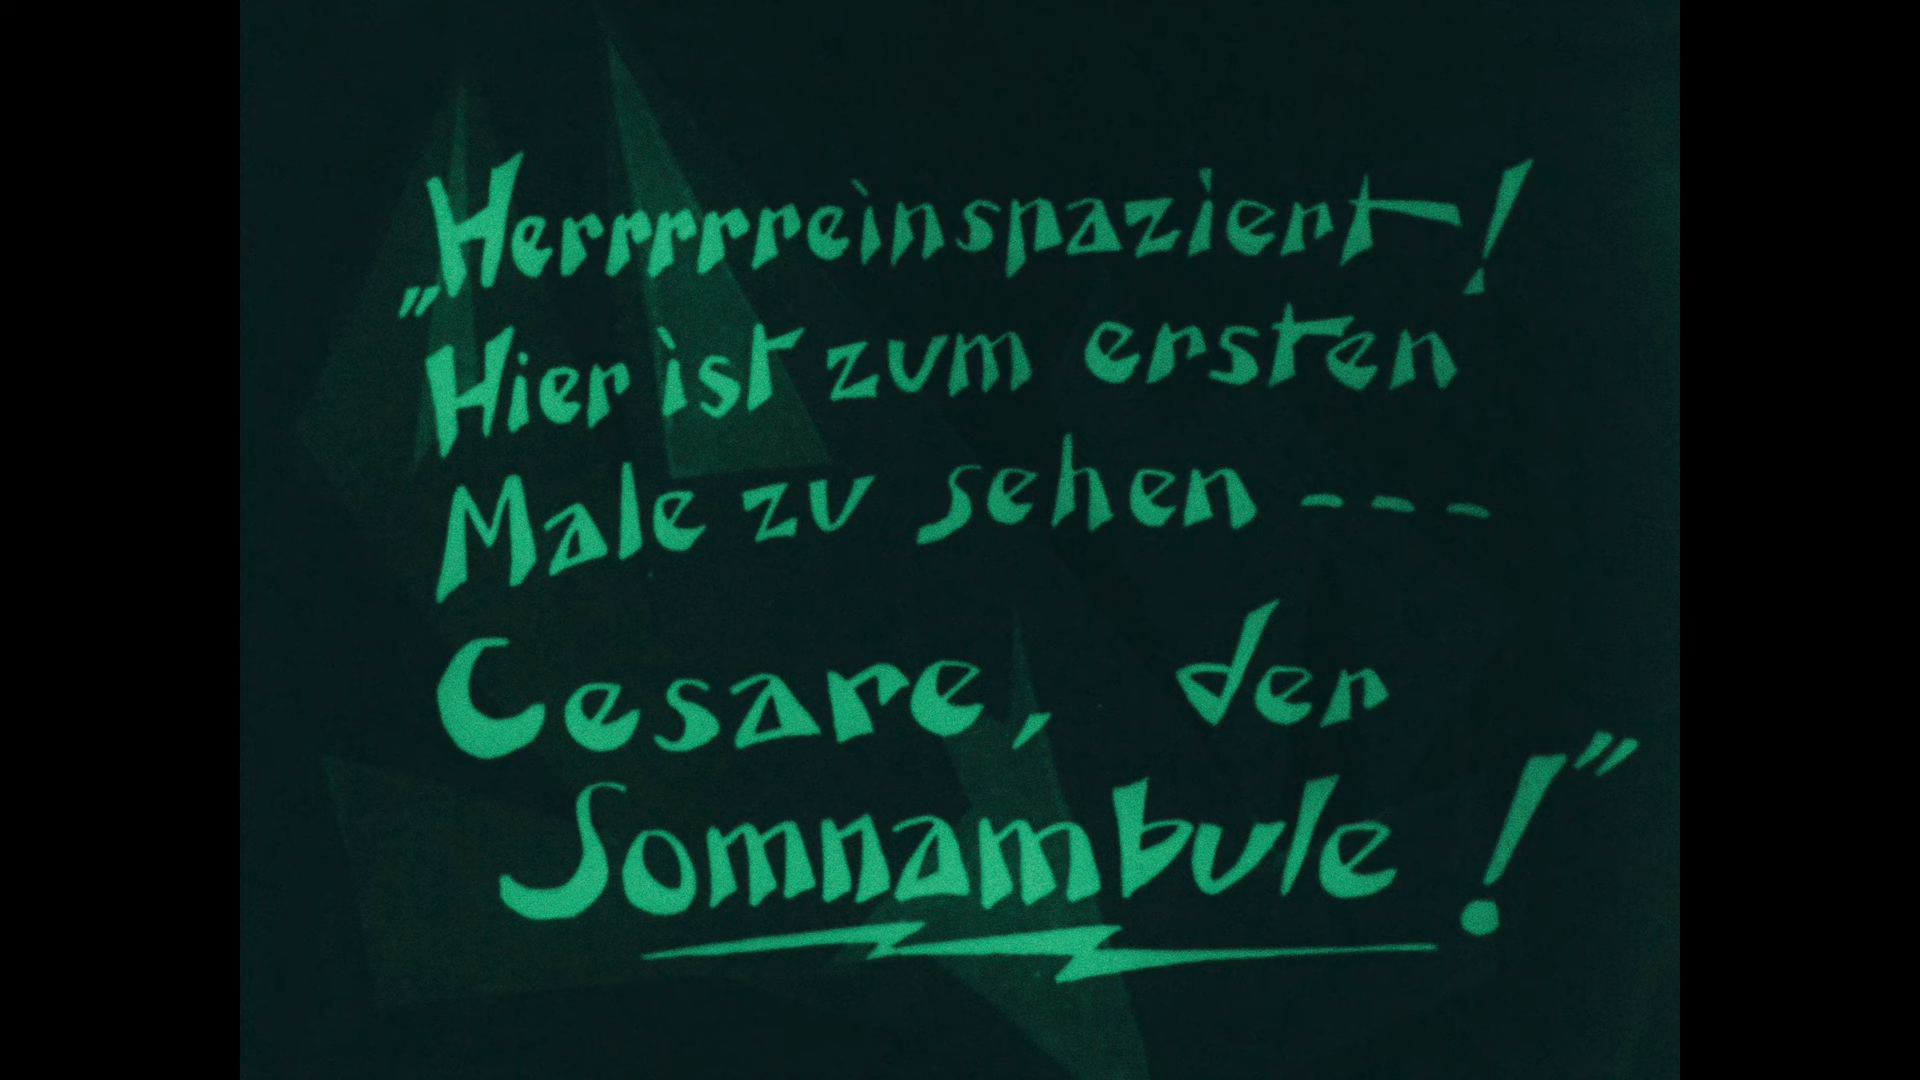 „Herrrrreinspaziert!
Hier ist zum ersten
Male zu sehen ---
Cesare, der
Somnambule!”